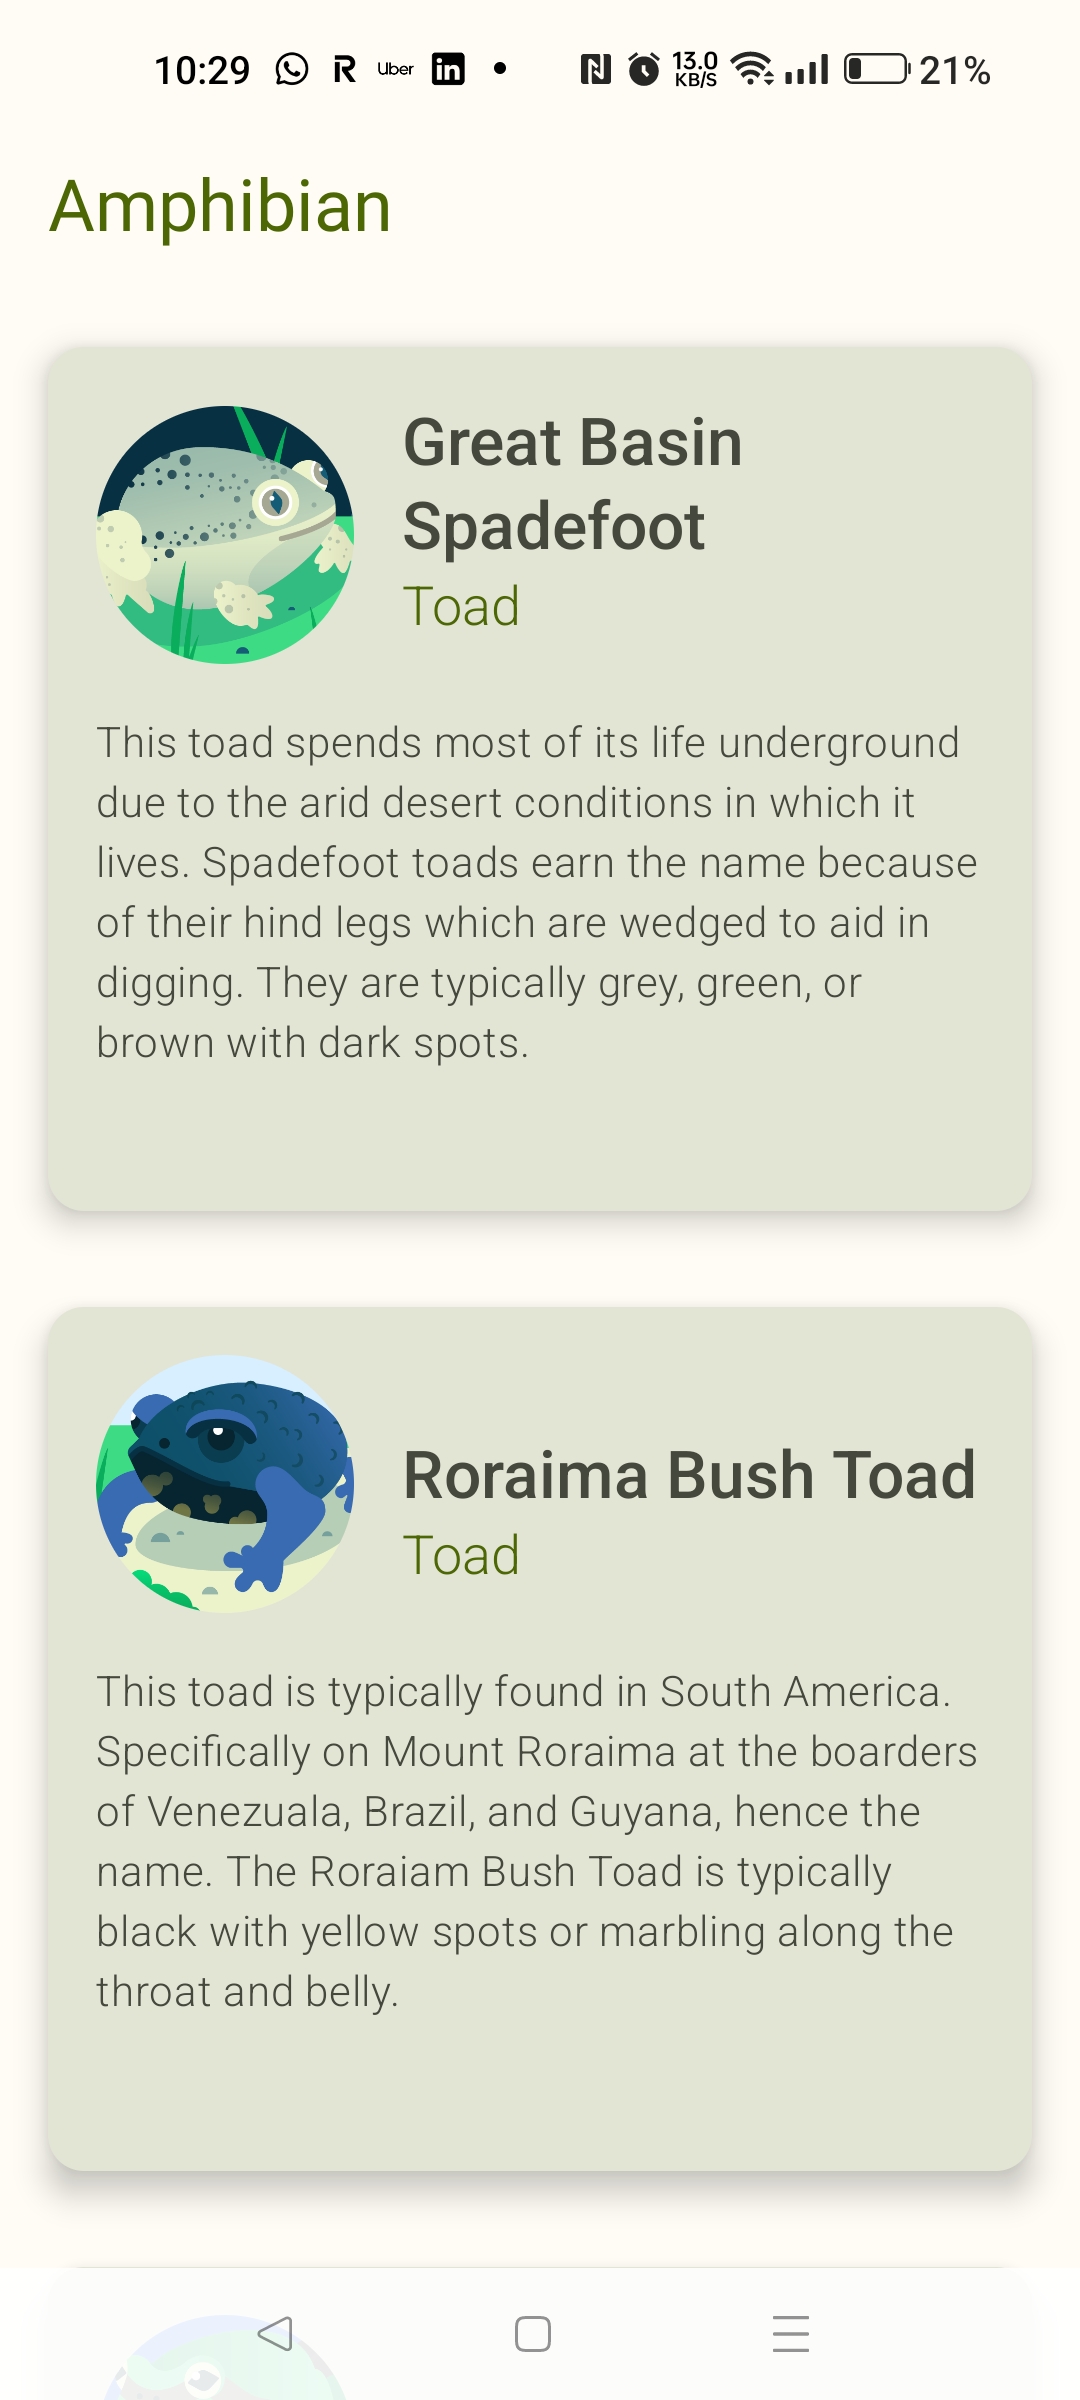 10:29 R Uber in 13.0 KB/S 21%
Amphibian
Great Basin
Spadefoot
Toad
This toad spends most of its life underground
due to the arid desert conditions in which it
lives. Spadefoot toads earn the name because
of their hind legs which are wedged to aid in
digging. They are typically grey, green, or
brown with dark spots.
Roraima Bush Toad
Toad
This toad is typically found in South America.
Specifically on Mount Roraima at the boarders
of Venezuala, Brazil, and Guyana, hence the
name. The Roraiam Bush Toad is typically
black with yellow spots or marbling along the
throat and belly.